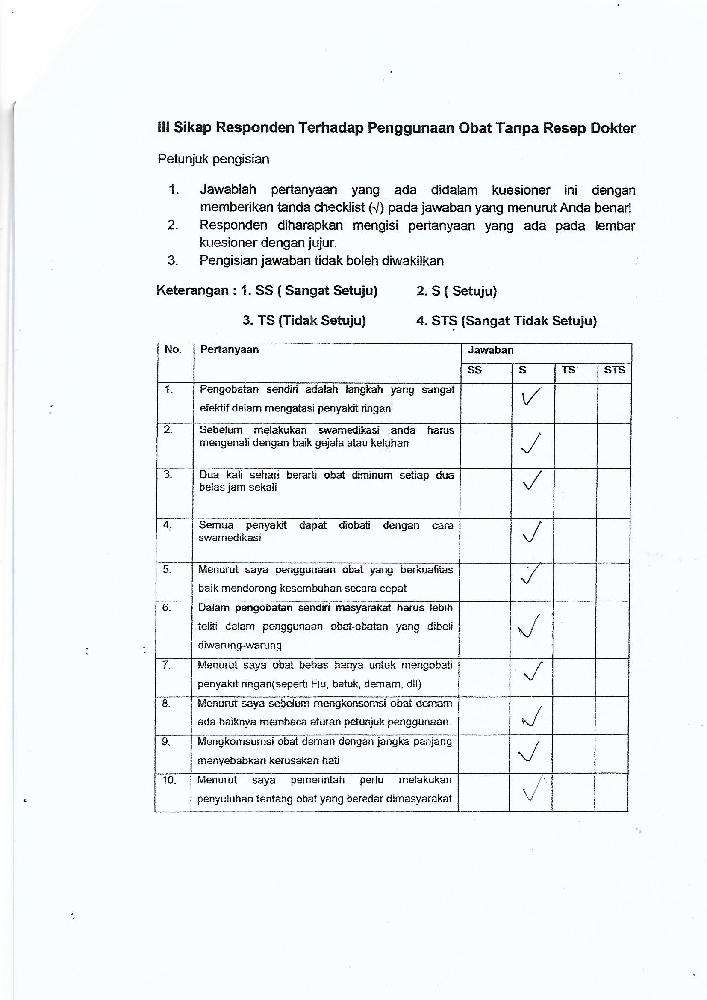 III Sikap Responden Terhadap Penggunaan Obat Tanpa Resep Dokter
Petunjuk pengisian
1. Jawablah pertanyaan yang ada didalam kuesioner ini dengan
memberikan tanda checklist (√) pada jawaban yang menurut Anda benar!
2. Responden diharapkan mengisi pertanyaan yang ada pada lembar
kuesioner dengan jujur.
3. Pengisian jawaban tidak boleh diwakilkan
Keterangan : 1. SS ( Sangat Setuju) 2. S ( Setuju)
3. TS (Tidak Setuju) 4. STS (Sangat Tidak Setuju)
No. Pertanyaan Jawaban
SS S TS STS
1. Pengobatan sendiri adalah langkah yang sangat
efektif dalam mengatasi penyakit ringan ✓
2. Sebelum melakukan swamedikasi .anda harus
mengenali dengan baik gejala atau keluhan ✓
3. Dua kali sehari berarti obat diminum setiap dua
belas jam sekali ✓
4. Semua penyakit dapat diobati dengan cara
swamedikasi ✓
5. Menurut saya penggunaan obat yang berkualitas
baik mendorong kesembuhan secara cepat ✓
6. Dalam pengobatan sendiri masyarakat harus lebih
teliti dalam penggunaan obat-obatan yang dibeli ✓
diwarung-warung
7. Menurut saya obat bebas hanya untuk mengobati
penyakit ringan(seperti Flu, batuk, demam, dll) ✓
8. Menurut saya sebelum mengkonsomsi obat demam
ada baiknya membaca aturan petunjuk penggunaan. ✓
9. Mengkomsumsi obat deman dengan jangka panjang
menyebabkan kerusakan hati ✓
10. Menurut saya pemerintah perlu melakukan
penyuluhan tentang obat yang beredar dimasyarakat ✓